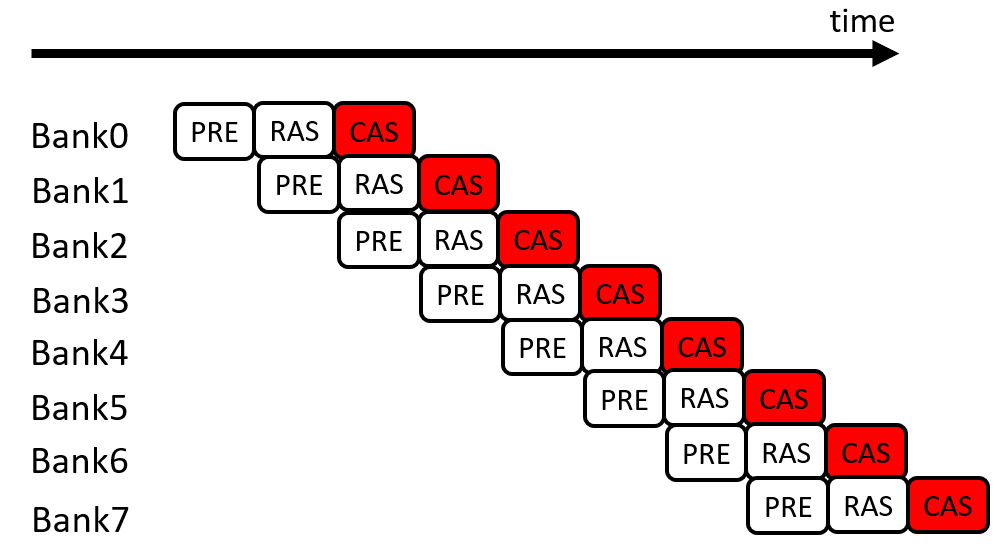 time
Bank0 PRE RAS CAS
Bank1 PRE RAS CAS
Bank2 PRE RAS CAS
Bank3 PRE RAS CAS
Bank4 PRE RAS CAS
Bank5 PRE RAS CAS
Bank6 PRE RAS CAS
Bank7 PRE RAS CAS